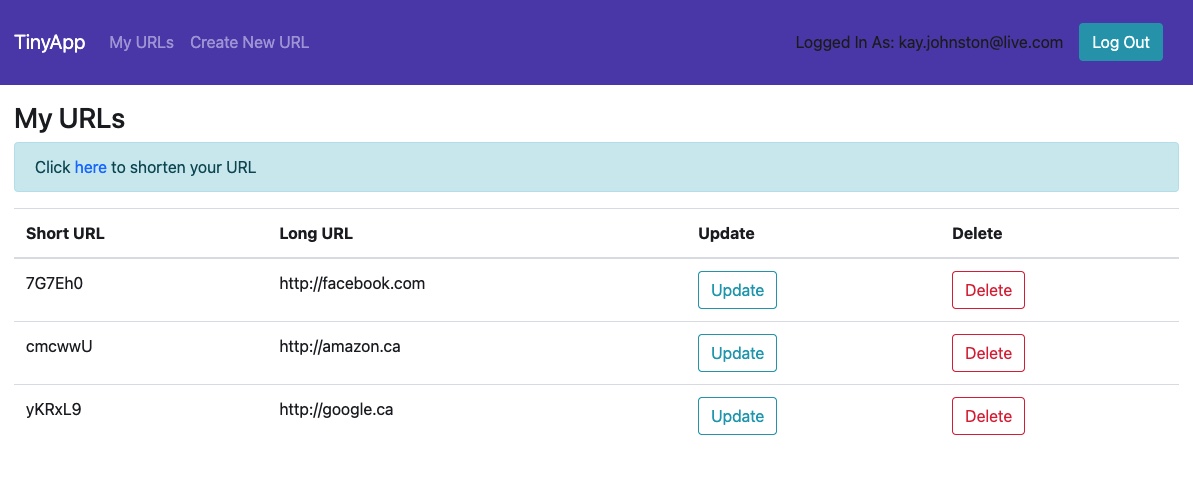 TinyApp My URLs Create New URL Logged In As: kay.johnston@live.com Log Out
My URLs
Click here to shorten your URL
Short URL Long URL Update Delete
7G7Eh0 http://facebook.com Update Delete
cmcwwU http://amazon.ca Update Delete
yKRxL9 http://google.ca Update Delete